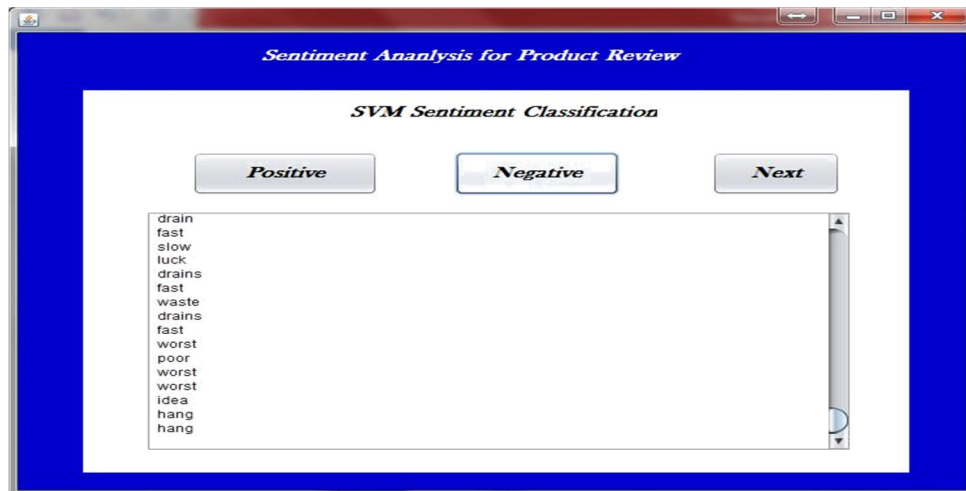 Sentiment Ananlysis for Product Review
SVM Sentiment Classification
Positive Negative Next
drain
fast
slow
luck
drains
fast
waste
drains
fast
worst
poor
worst
worst
idea
hang
hang